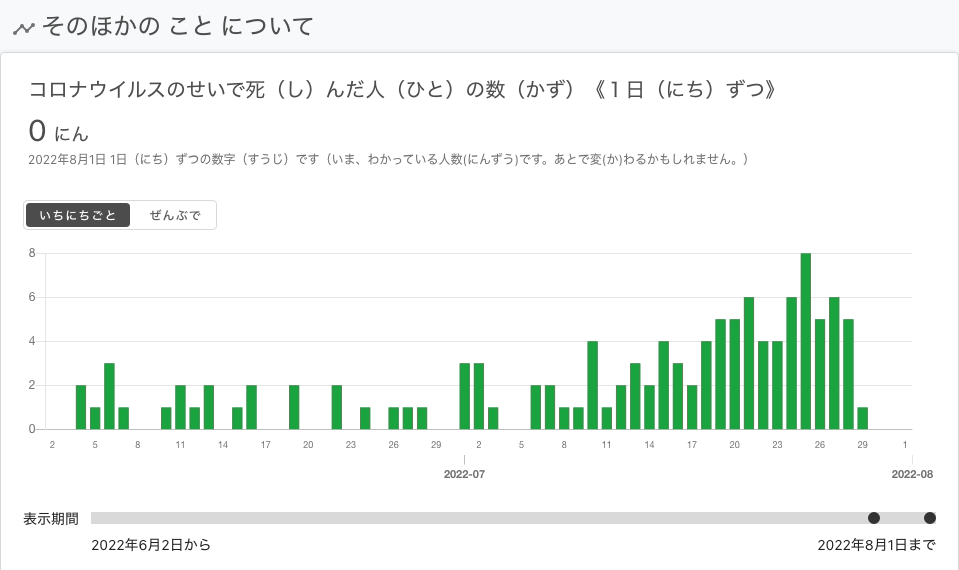 そのほかの こと について
コロナウイルスのせいで死（し）んだ人（ひと）の数（かず）《１日（にち）ずつ》
0 にん
2022年8月1日 1日（にち）ずつの数字（すうじ）です（いま、わかっている人数(にんずう)です。あとで変(か)わるかもしれません。）
いちにちごと ぜんぶで
8
6
4
2
0
2 5 8 11 14 17 20 23 26 29 2 5 8 11 14 17 20 23 26 29 1
2022-07 2022-08
表示期間
2022年6月2日から 2022年8月1日まで